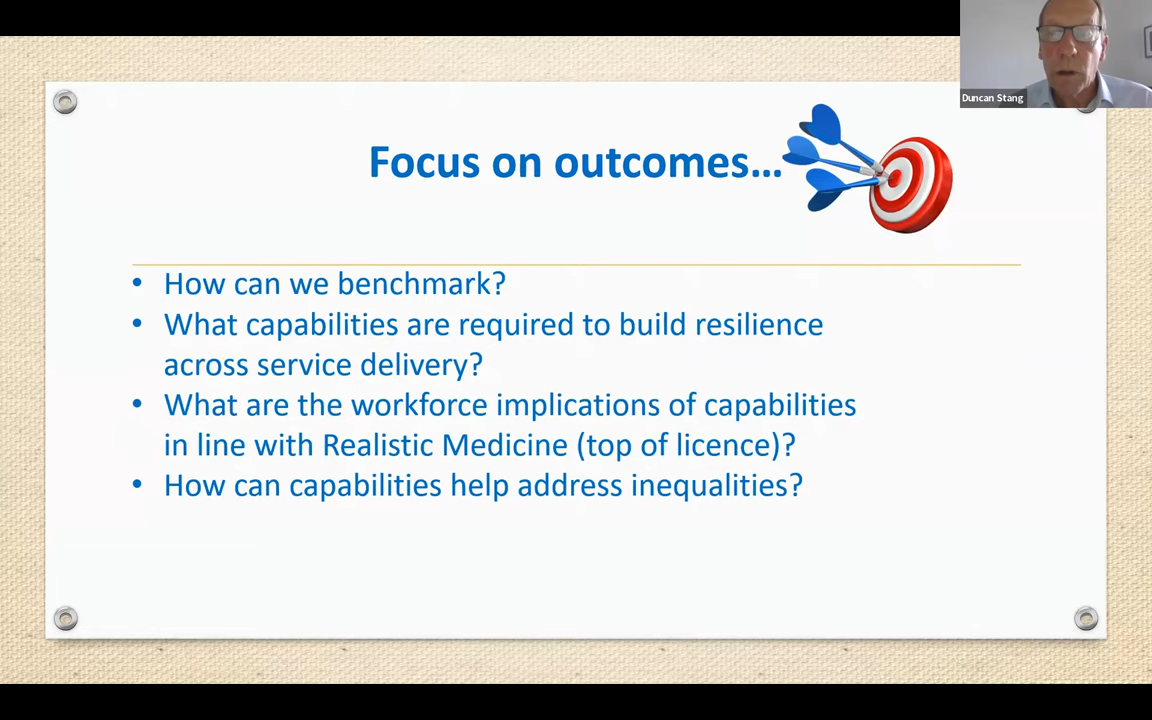 Duncan Stang
Focus on outcomes...
• How can we benchmark?
• What capabilities are required to build resilience
across service delivery?
• What are the workforce implications of capabilities
in line with Realistic Medicine (top of licence)?
• How can capabilities help address inequalities?